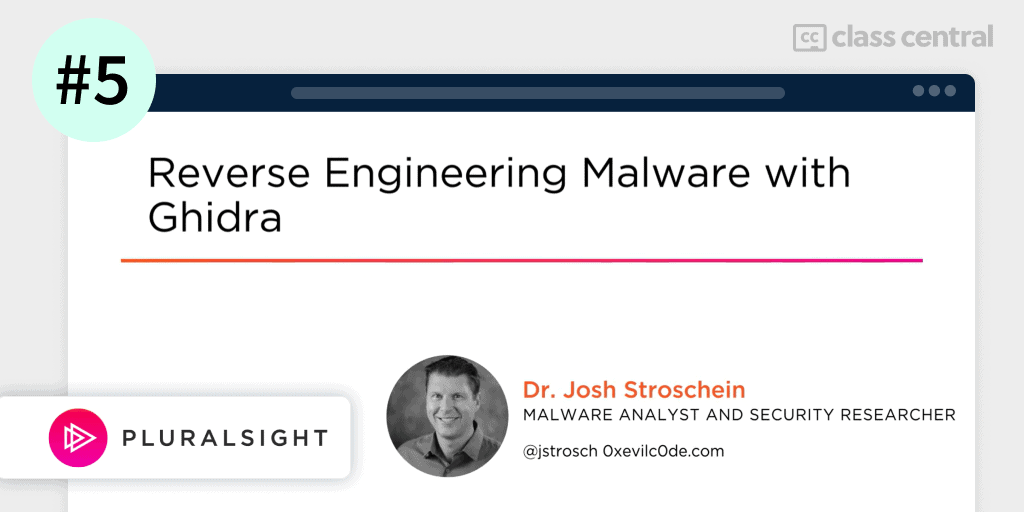 #5
cc class central
Reverse Engineering Malware with
Ghidra
Dr. Josh Stroschein
MALWARE ANALYST AND SECURITY RESEARCHER
@jstrosch 0xevilc0de.com
PLURALSIGHT